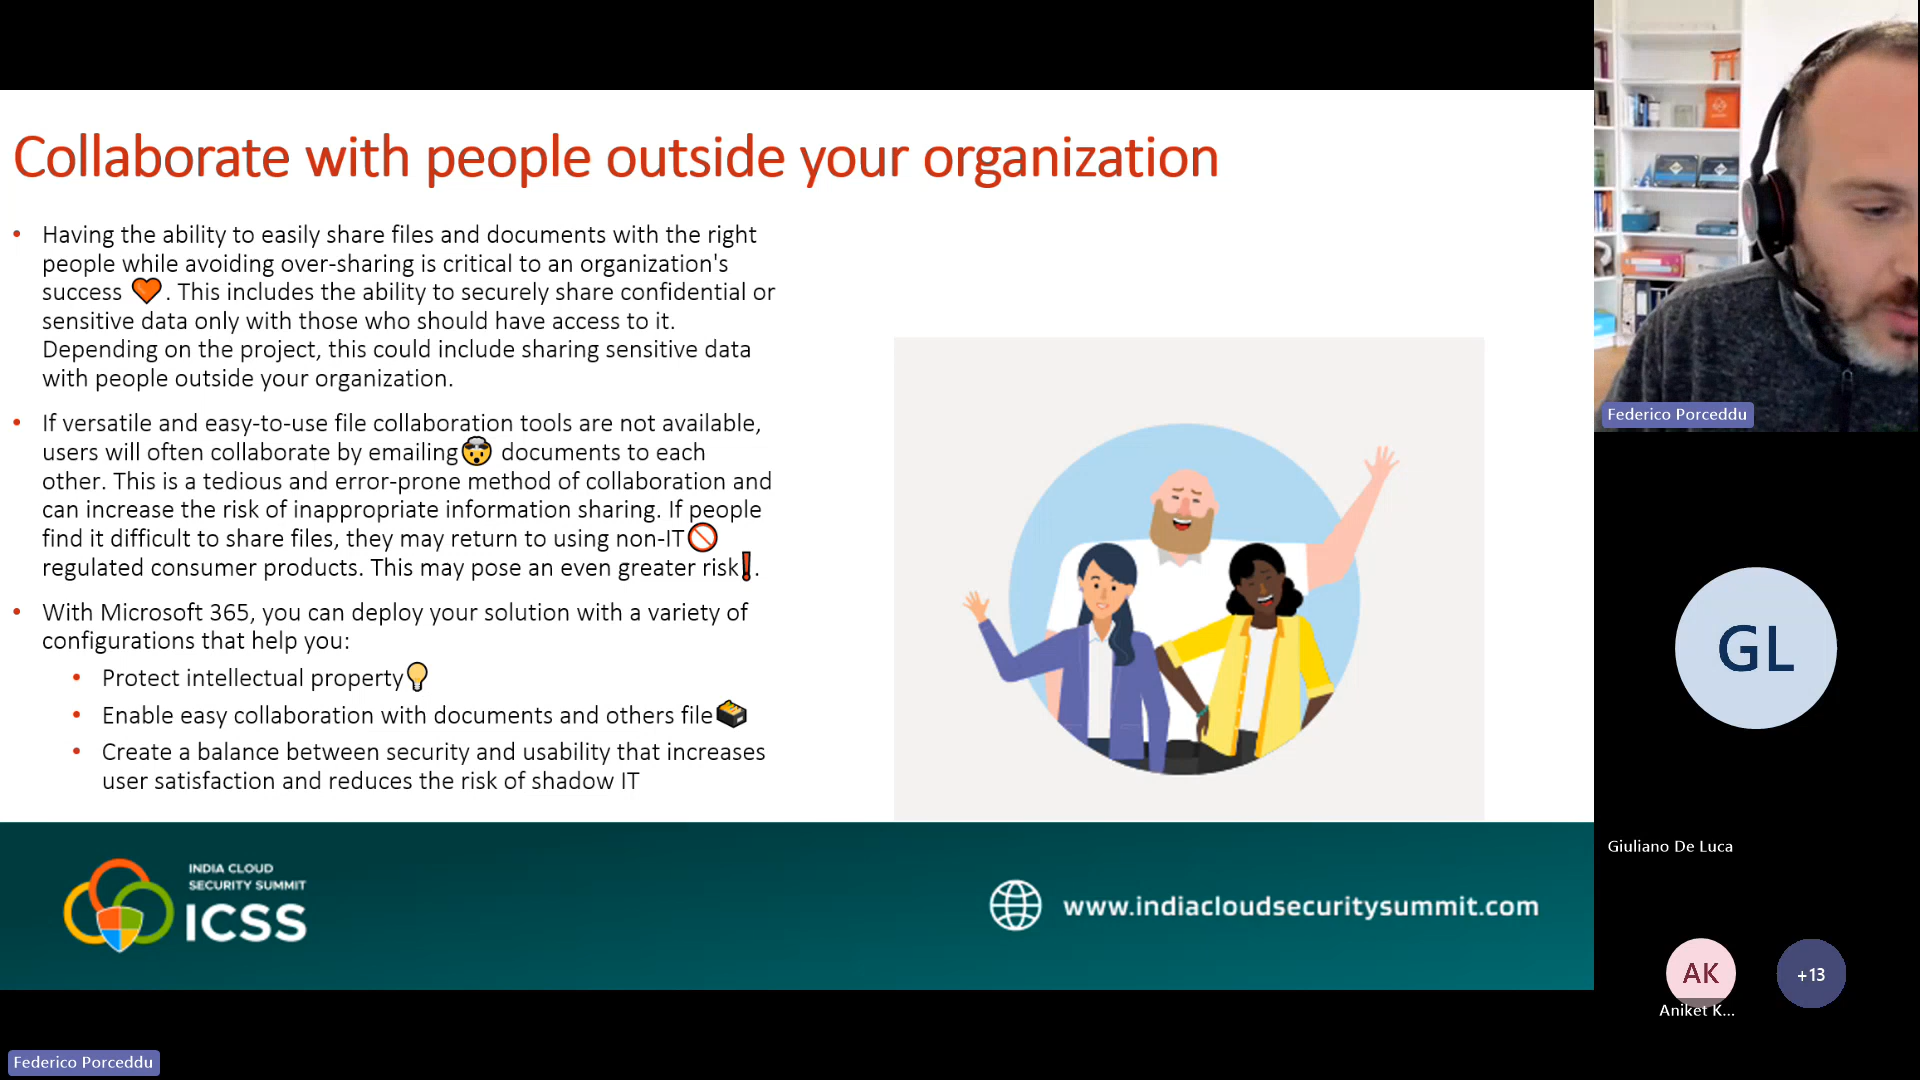 Collaborate with people outside your organization
• Having the ability to easily share files and documents with the right
people while avoiding over-sharing is critical to an organization's
success 🧡. This includes the ability to securely share confidential or
sensitive data only with those who should have access to it.
Depending on the project, this could include sharing sensitive data
with people outside your organization.
• If versatile and easy-to-use file collaboration tools are not available,
users will often collaborate by emailing🤯 documents to each
other. This is a tedious and error-prone method of collaboration and
can increase the risk of inappropriate information sharing. If people
find it difficult to share files, they may return to using non-IT🚫
regulated consumer products. This may pose an even greater risk❗.
• With Microsoft 365, you can deploy your solution with a variety of
configurations that help you:
• Protect intellectual property💡
• Enable easy collaboration with documents and others file🗃
• Create a balance between security and usability that increases
user satisfaction and reduces the risk of shadow IT
INDIA CLOUD
SECURITY SUMMIT
ICSS
www.indiacloudsecuritysummit.com
Federico Porceddu
Federico Porceddu
GL
Giuliano De Luca
AK
Aniket K...
+13